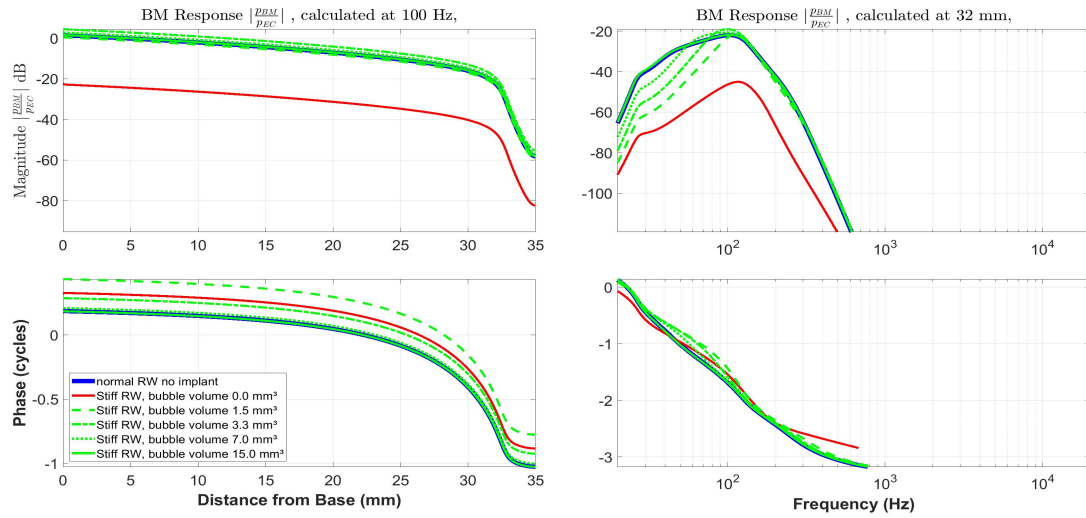 BM Response |p_BM/p_EC| , calculated at 100 Hz,
BM Response |p_BM/p_EC| , calculated at 32 mm,
Magnitude |p_BM/p_EC| dB
0
-20
-40
-60
-80
0 5 10 15 20 25 30 35
-20
-40
-60
-80
-100
10² 10³ 10⁴
Phase (cycles)
0
-0.5
-1
normal RW no implant
Stiff RW, bubble volume 0.0 mm³
Stiff RW, bubble volume 1.5 mm³
Stiff RW, bubble volume 3.3 mm³
Stiff RW, bubble volume 7.0 mm³
Stiff RW, bubble volume 15.0 mm³
0 5 10 15 20 25 30 35
Distance from Base (mm)
0
-1
-2
-3
10² 10³ 10⁴
Frequency (Hz)